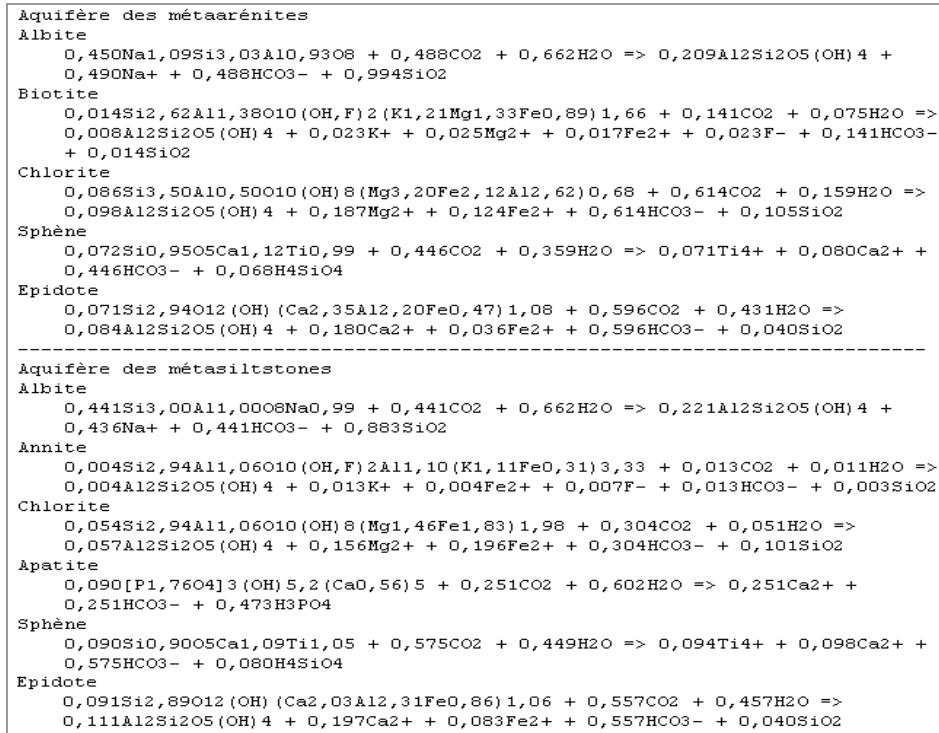 Aquifère des métaarénites
Albite
0,450Na1,09Si3,03Al0,93O8 + 0,488CO2 + 0,662H2O => 0,209Al2Si2O5(OH)4 +
0,490Na+ + 0,488HCO3- + 0,994SiO2
Biotite
0,014Si2,62Al1,38O10(OH,F)2(K1,21Mg1,33Fe0,89)1,66 + 0,141CO2 + 0,075H2O =>
0,008Al2Si2O5(OH)4 + 0,023K+ + 0,025Mg2+ + 0,017Fe2+ + 0,023F- + 0,141HCO3-
+ 0,014SiO2
Chlorite
0,086Si3,50Al0,50O10(OH)8(Mg3,20Fe2,12Al2,62)0,68 + 0,614CO2 + 0,159H2O =>
0,098Al2Si2O5(OH)4 + 0,187Mg2+ + 0,124Fe2+ + 0,614HCO3- + 0,105SiO2
Sphène
0,072Si0,95O5Ca1,12Ti0,99 + 0,446CO2 + 0,359H2O => 0,071Ti4+ + 0,080Ca2+ +
0,446HCO3- + 0,068H4SiO4
Epidote
0,071Si2,94O12(OH)(Ca2,35Al2,20Fe0,47)1,08 + 0,596CO2 + 0,431H2O =>
0,084Al2Si2O5(OH)4 + 0,180Ca2+ + 0,036Fe2+ + 0,596HCO3- + 0,040SiO2
--------------------------------------------------------------------------
Aquifère des métasiltstones
Albite
0,441Si3,00Al1,00O8Na0,99 + 0,441CO2 + 0,662H2O => 0,221Al2Si2O5(OH)4 +
0,436Na+ + 0,441HCO3- + 0,883SiO2
Annite
0,004Si2,94Al1,06O10(OH,F)2Al1,10(K1,11Fe0,31)3,33 + 0,013CO2 + 0,011H2O =>
0,004Al2Si2O5(OH)4 + 0,013K+ + 0,004Fe2+ + 0,007F- + 0,013HCO3- + 0,003SiO2
Chlorite
0,054Si2,94Al1,06O10(OH)8(Mg1,46Fe1,83)1,98 + 0,304CO2 + 0,051H2O =>
0,057Al2Si2O5(OH)4 + 0,156Mg2+ + 0,196Fe2+ + 0,304HCO3- + 0,101SiO2
Apatite
0,090[P1,76O4]3(OH)5,2(Ca0,56)5 + 0,251CO2 + 0,602H2O => 0,251Ca2+ +
0,251HCO3- + 0,473H3PO4
Sphène
0,090Si0,90O5Ca1,09Ti1,05 + 0,575CO2 + 0,449H2O => 0,094Ti4+ + 0,098Ca2+ +
0,575HCO3- + 0,080H4SiO4
Epidote
0,091Si2,89O12(OH)(Ca2,03Al2,31Fe0,86)1,06 + 0,557CO2 + 0,457H2O =>
0,111Al2Si2O5(OH)4 + 0,197Ca2+ + 0,083Fe2+ + 0,557HCO3- + 0,040SiO2